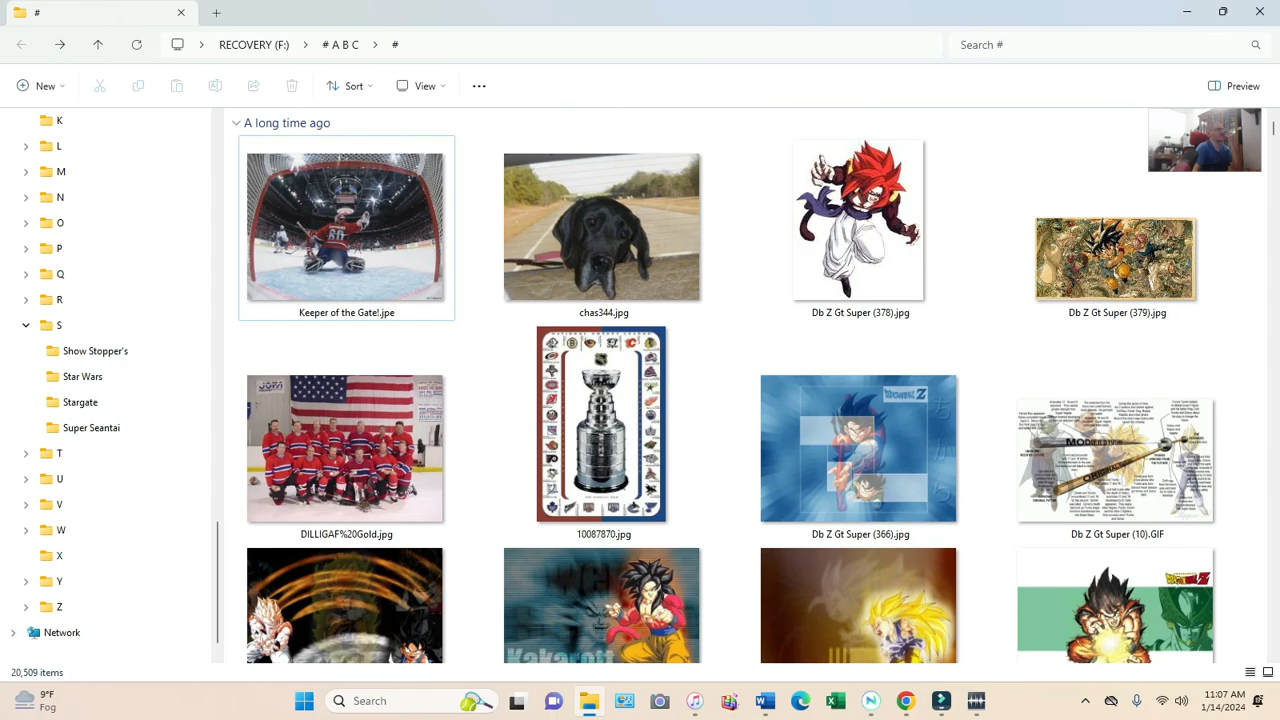 #
RECOVERY (F:) # A B C #
Search #
New Sort View ... Preview
K
L
M
N
O
P
Q
R
S
Show Stopper's
Star Wars
Stargate
Super Seantai
T
U
V
W
X
Y
Z
Network
A long time ago
Keeper of the Gate!.jpe
chas344.jpg
Db Z Gt Super (378).jpg
Db Z Gt Super (379).jpg
DILLIGAF%20Gold.jpg
10087870.jpg
Db Z Gt Super (366).jpg
Db Z Gt Super (10).GIF
Kakarott
20,509 items
9°F
Fog
Search
11:07 AM
1/14/2024